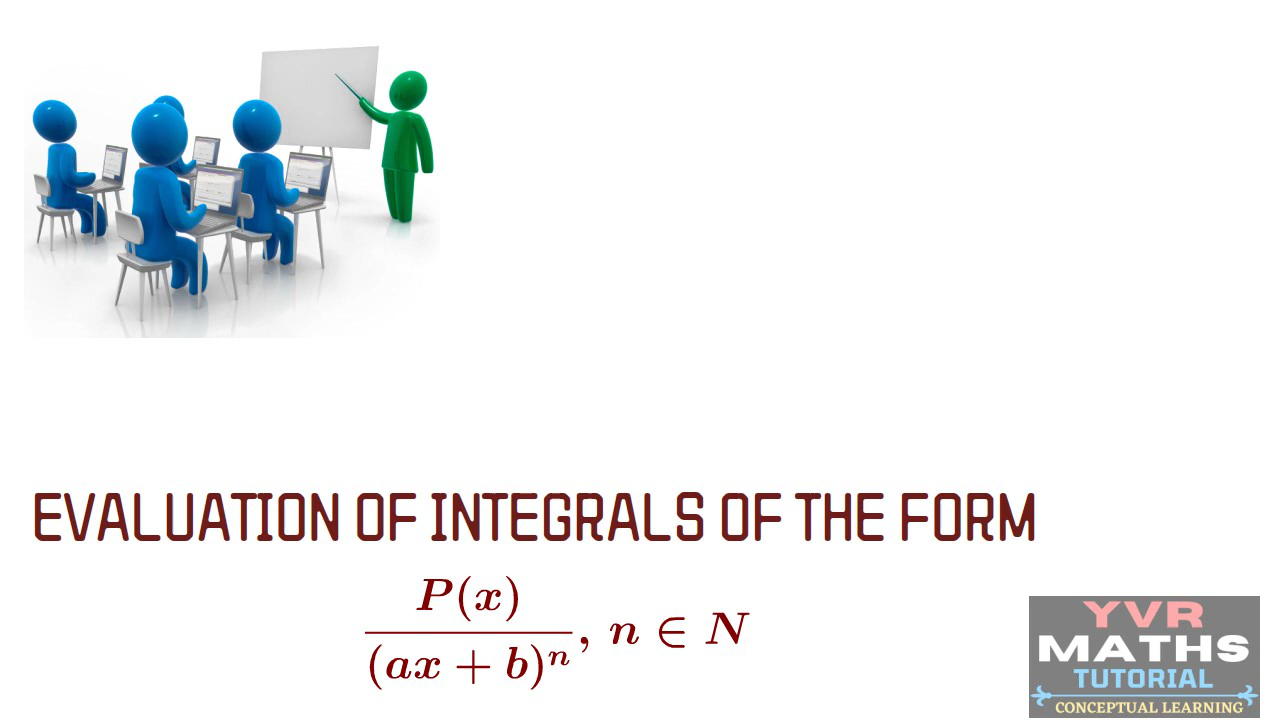 EVALUATION OF INTEGRALS OF THE FORM
P(x)
(ax + b)ⁿ
, n ∈ N
YVR
MATHS
TUTORIAL
CONCEPTUAL LEARNING